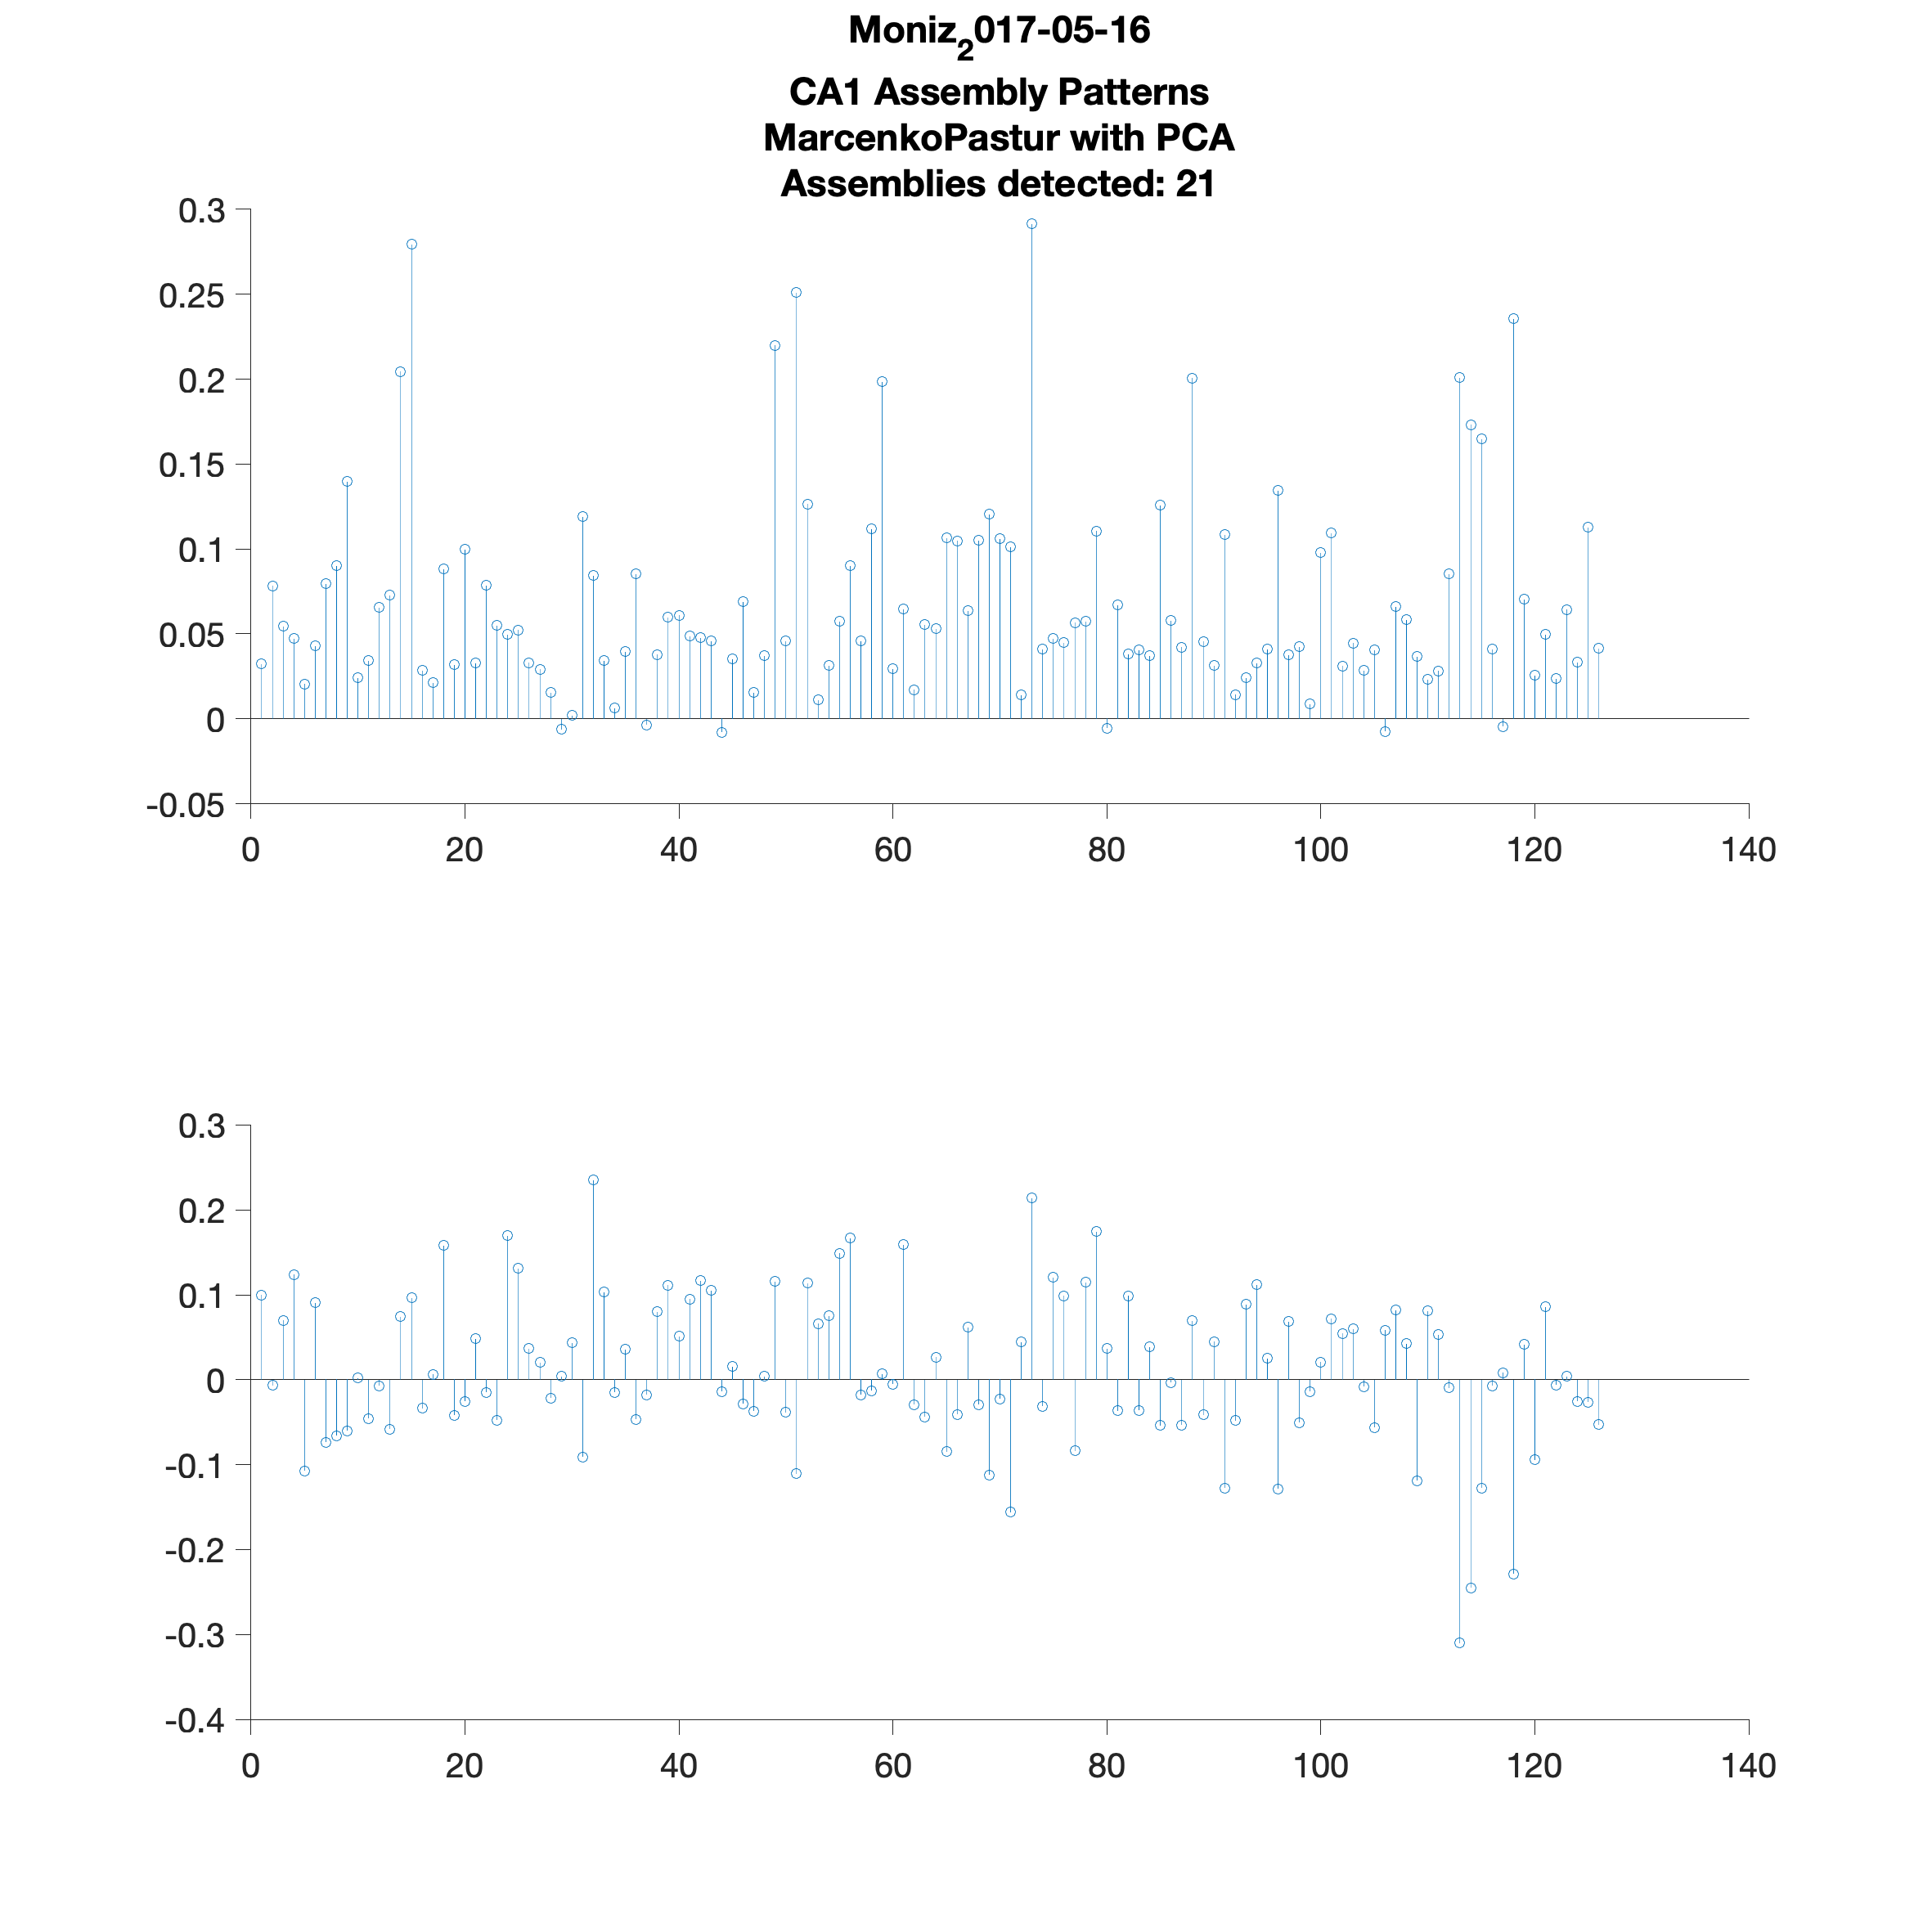 Moniz2017-05-16
CA1 Assembly Patterns
MarcenkoPastur with PCA
Assemblies detected: 21
0.3
0.25
0.2
0.15
0.1
0.05
0
-0.05
0 20 40 60 80 100 120 140
0.3
0.2
0.1
0
-0.1
-0.2
-0.3
-0.4
0 20 40 60 80 100 120 140